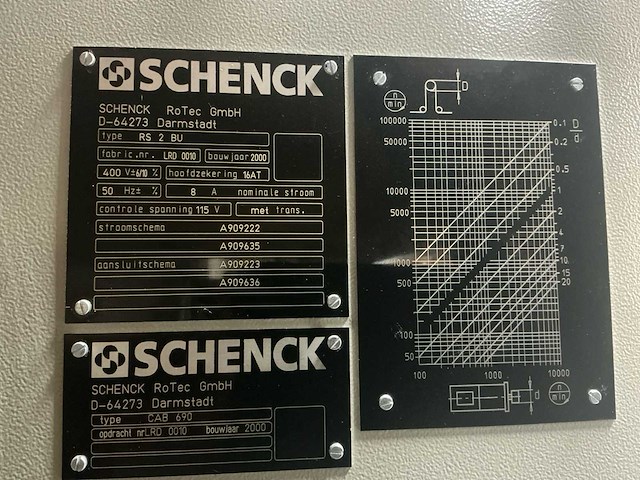 SCHENCK
SCHENCK RoTec GmbH
D-64273 Darmstadt
type RS 2 BU
fabric.nr. LRD 0010 bouwjaar 2000
400 V±6/10 % hoofdzekering 16AT
50 Hz± % 8 A nominale stroom
controle spanning 115 V met trans.
stroomschema A909222
A909635
aansluitschema A909223
A909636
SCHENCK
SCHENCK RoTec GmbH
D-64273 Darmstadt
type CAB 690
opdracht nr LRD 0010 bouwjaar 2000
D
n
min
100000
50000
10000
5000
1000
500
100
50
0.1
0.2
0.5
1
2
4
7
10
15
20
D
d
100
1000
10000
d
n
min